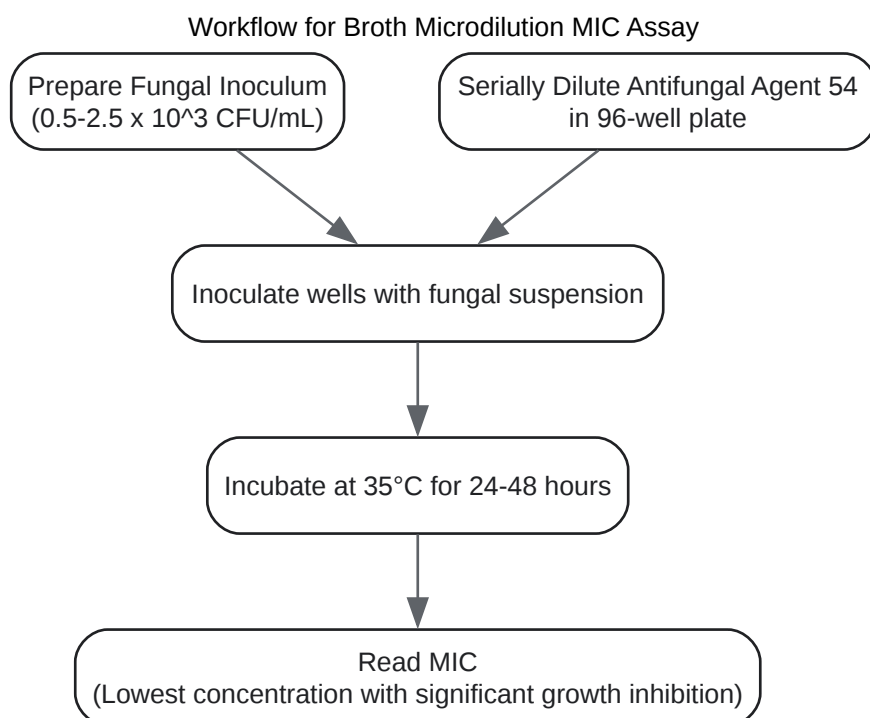 Workflow for Broth Microdilution MIC Assay
Prepare Fungal Inoculum
(0.5-2.5 x 10^3 CFU/mL)
Serially Dilute Antifungal Agent 54
in 96-well plate
Inoculate wells with fungal suspension
Incubate at 35°C for 24-48 hours
Read MIC
(Lowest concentration with significant growth inhibition)